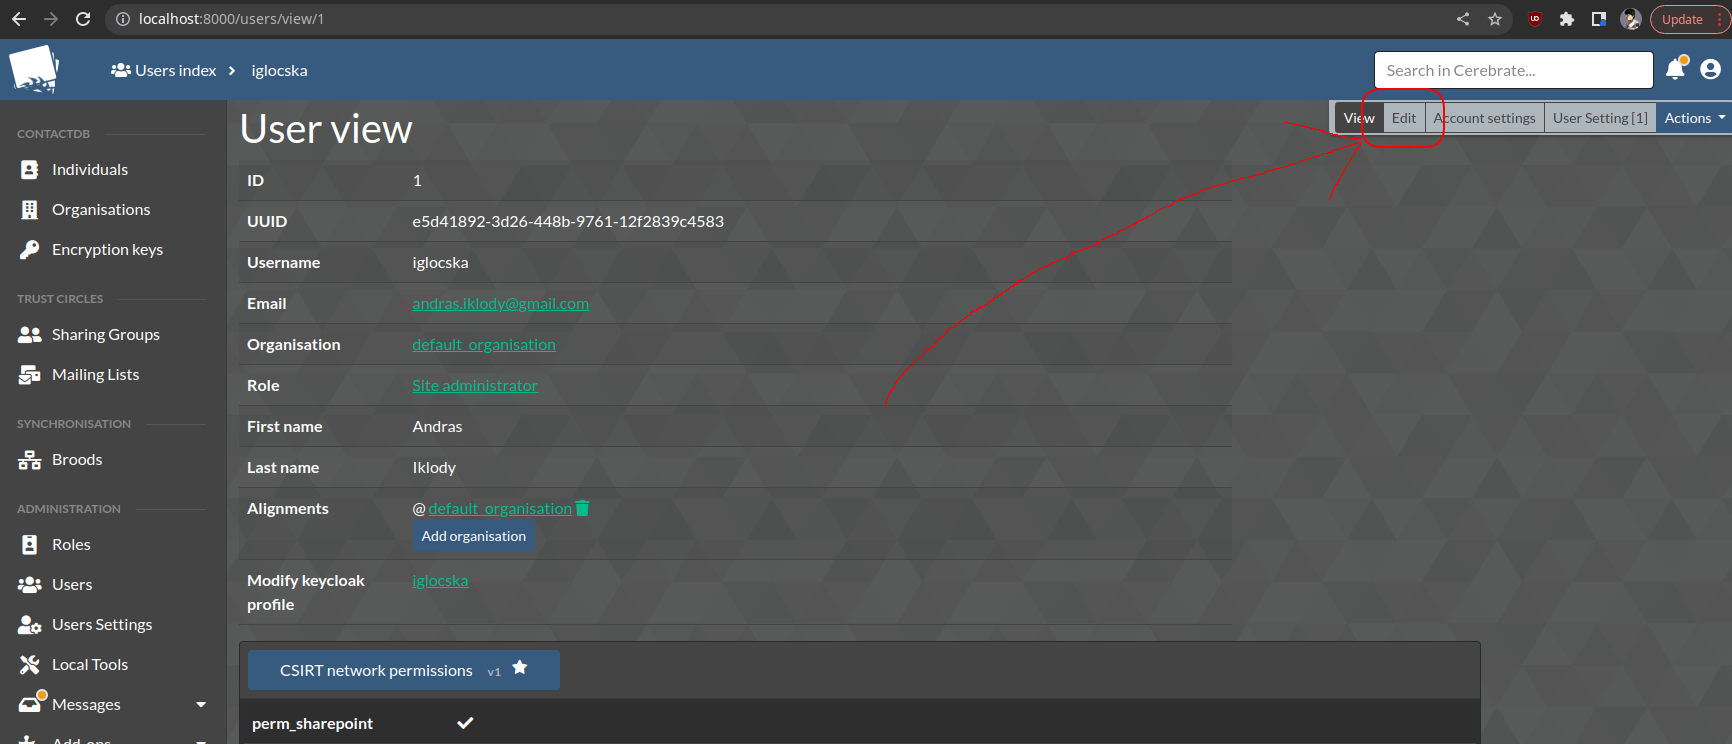 localhost:8000/users/view/1
Update
Users index
iglocska
Search in Cerebrate...
CONTACTDB
Individuals
Organisations
Encryption keys
TRUST CIRCLES
Sharing Groups
Mailing Lists
SYNCHRONISATION
Broods
ADMINISTRATION
Roles
Users
Users Settings
Local Tools
Messages
Add-ons
User view
View
Edit
Account settings
User Setting [1]
Actions
ID 1
UUID e5d41892-3d26-448b-9761-12f2839c4583
Username iglocska
Email andras.iklody@gmail.com
Organisation default_organisation
Role Site administrator
First name Andras
Last name Iklody
Alignments @ default_organisation
Add organisation
Modify keycloak iglocska
profile
CSIRT network permissions v1
perm_sharepoint